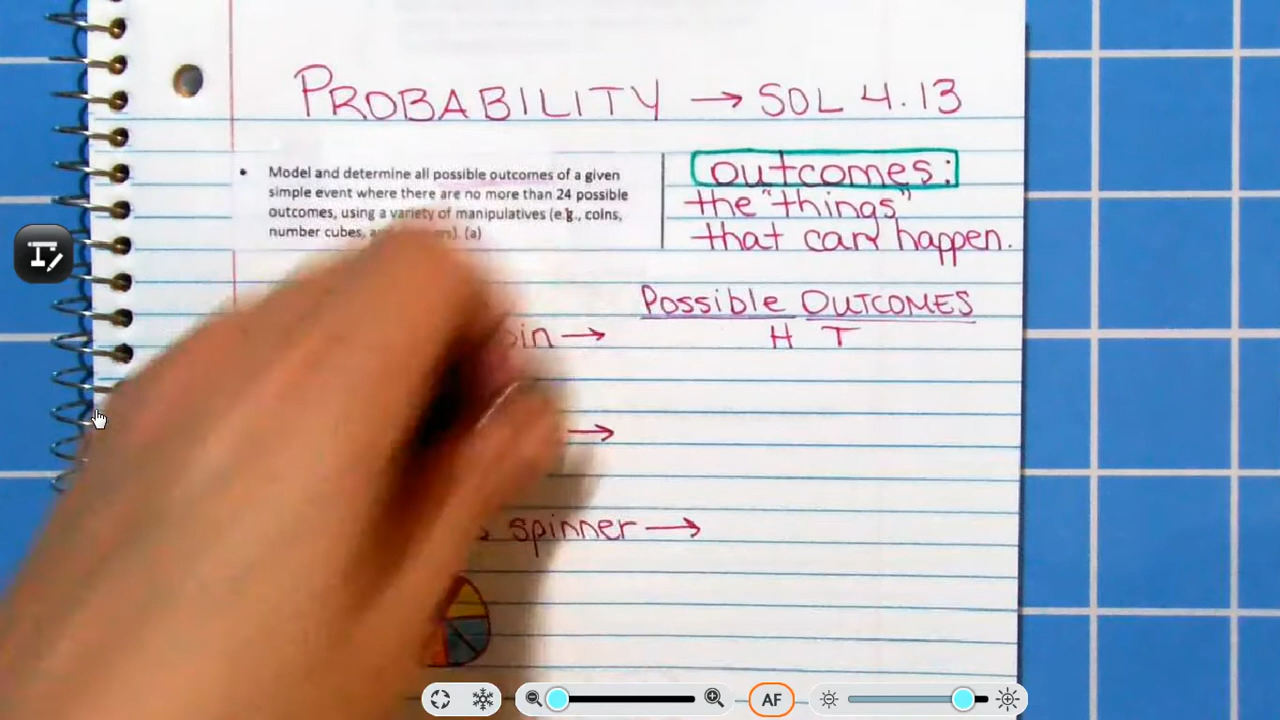 PROBABILITY → SOL 4.13
• Model and determine all possible outcomes of a given
simple event where there are no more than 24 possible
outcomes, using a variety of manipulatives (e.g., coins,
number cubes, (a)
outcomes:
the "things"
that can happen.
Possible OUTCOMES
→ H T
→
spinner →
AF